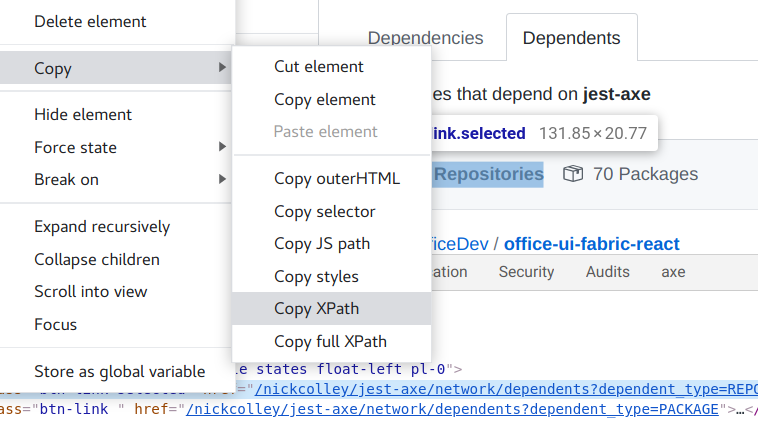 Delete element
Copy
Hide element
Force state
Break on
Expand recursively
Collapse children
Scroll into view
Focus
Store as global variable
Cut element
Copy element
Paste element
Copy outerHTML
Copy selector
Copy JS path
Copy styles
Copy XPath
Copy full XPath
Dependencies
Dependents
es that depend on jest-axe
ink.selected 131.85×20.77
Repositories 70 Packages
ficeDev / office-ui-fabric-react
ation Security Audits axe
le states float-left pl-0">
"/nickcolley/jest-axe/network/dependents?dependent_type=REPO
ass="btn-link " href="/nickcolley/jest-axe/network/dependents?dependent_type=PACKAGE">…</